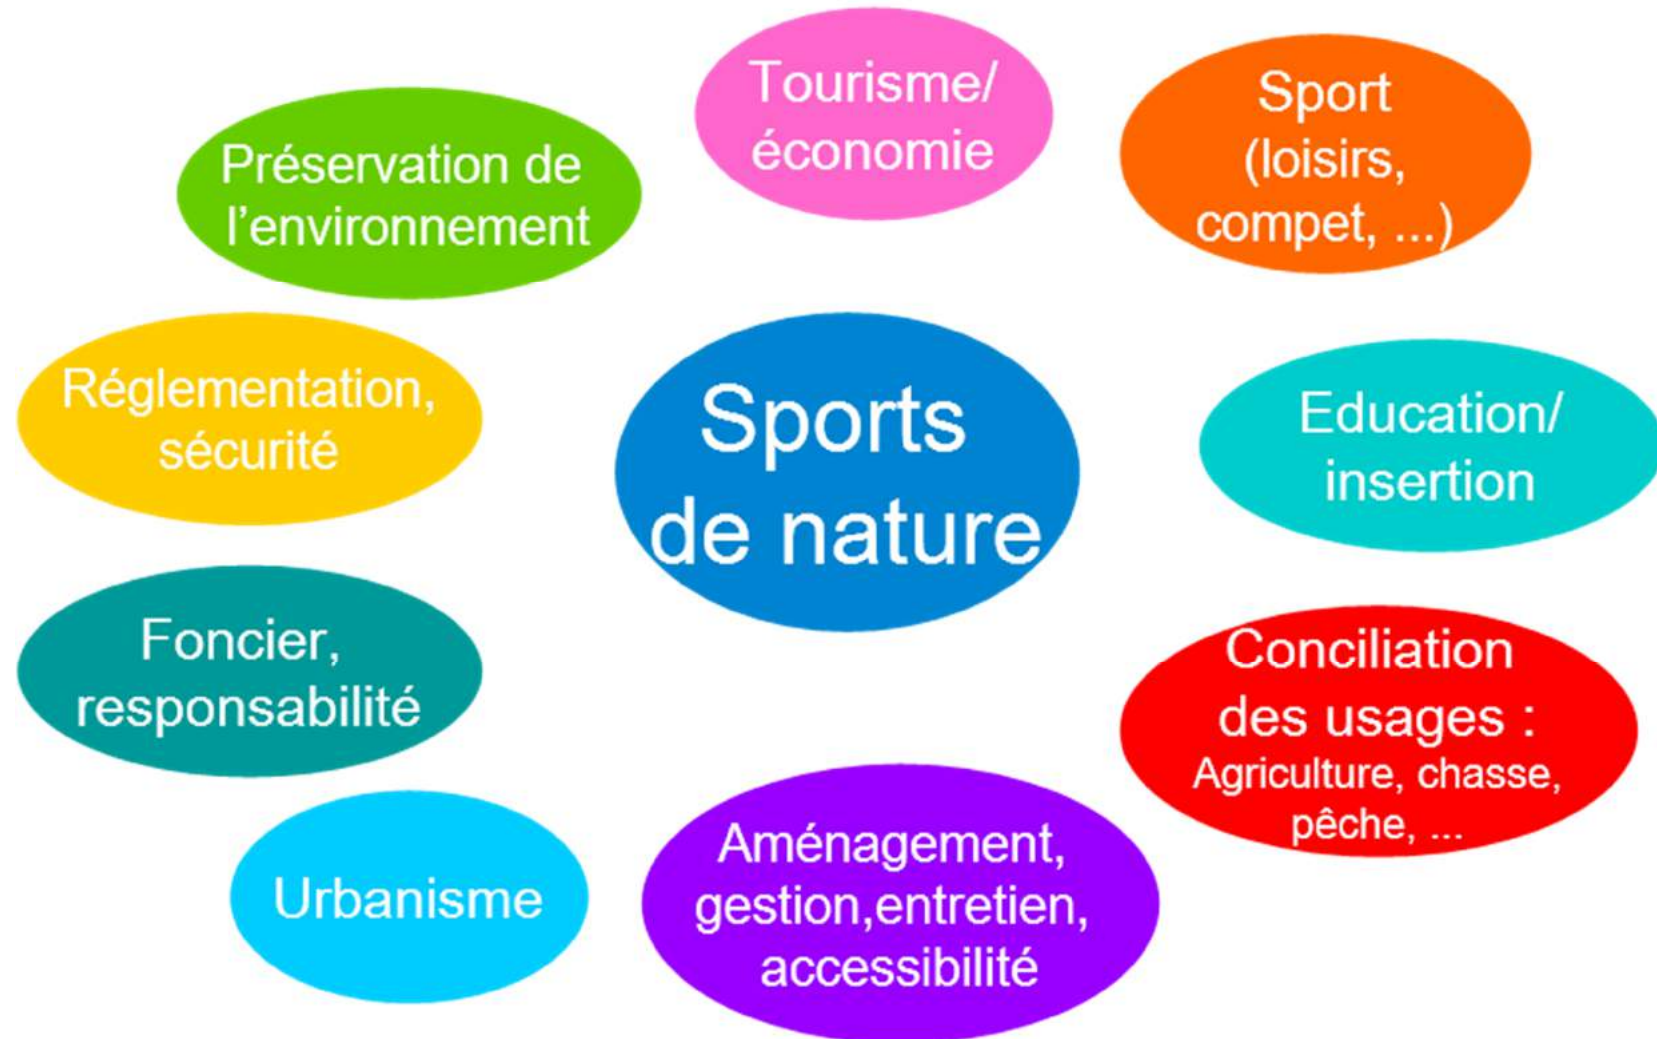 Tourisme/
économie
Sport
(loisirs,
compet, ...)
Préservation de
l'environnement
Réglementation,
sécurité
Sports
de nature
Education/
insertion
Foncier,
responsabilité
Conciliation
des usages :
Agriculture, chasse,
pêche, ...
Urbanisme
Aménagement,
gestion,entretien,
accessibilité